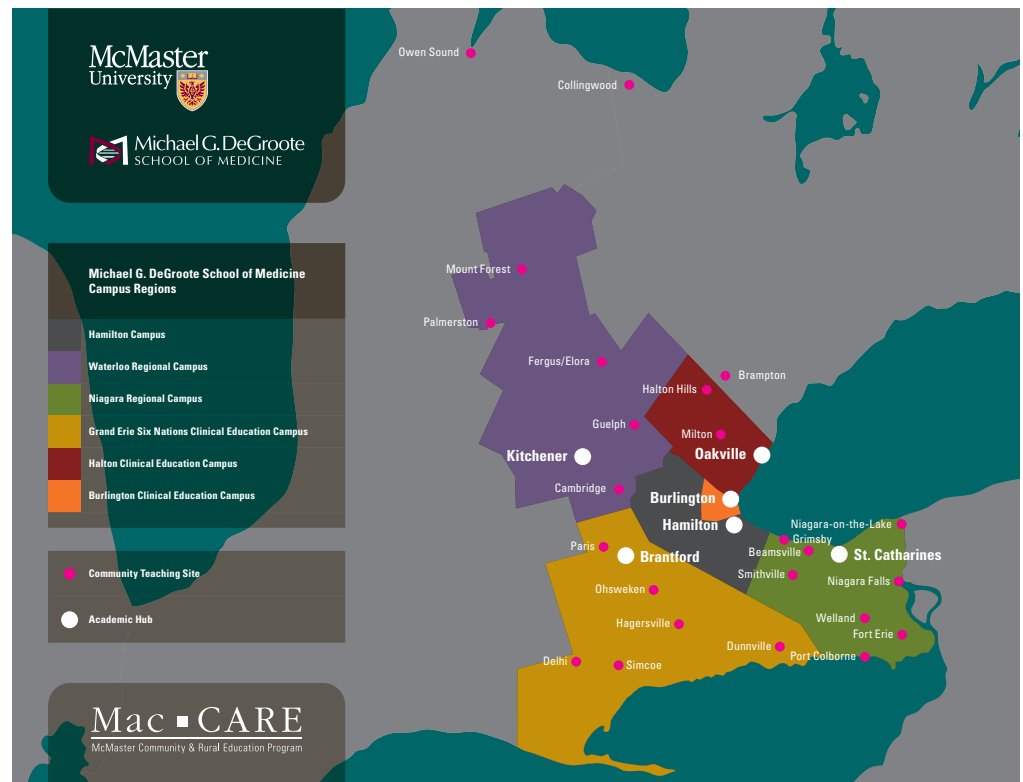 McMaster
University
Michael G. DeGroote
SCHOOL OF MEDICINE
Michael G. DeGroote School of Medicine
Campus Regions
Hamilton Campus
Waterloo Regional Campus
Niagara Regional Campus
Grand Erie Six Nations Clinical Education Campus
Halton Clinical Education Campus
Burlington Clinical Education Campus
Community Teaching Site
Academic Hub
Mac ■ CARE
McMaster Community & Rural Education Program
Owen Sound
Collingwood
Mount Forest
Palmerston
Fergus/Elora
Brampton
Halton Hills
Guelph
Milton
Kitchener
Oakville
Cambridge
Burlington
Hamilton
Niagara-on-the-Lake
Grimsby
Paris
Brantford
Beamsville
St. Catharines
Smithville
Niagara Falls
Ohsweken
Hagersville
Welland
Fort Erie
Dunnville
Port Colborne
Delhi
Simcoe